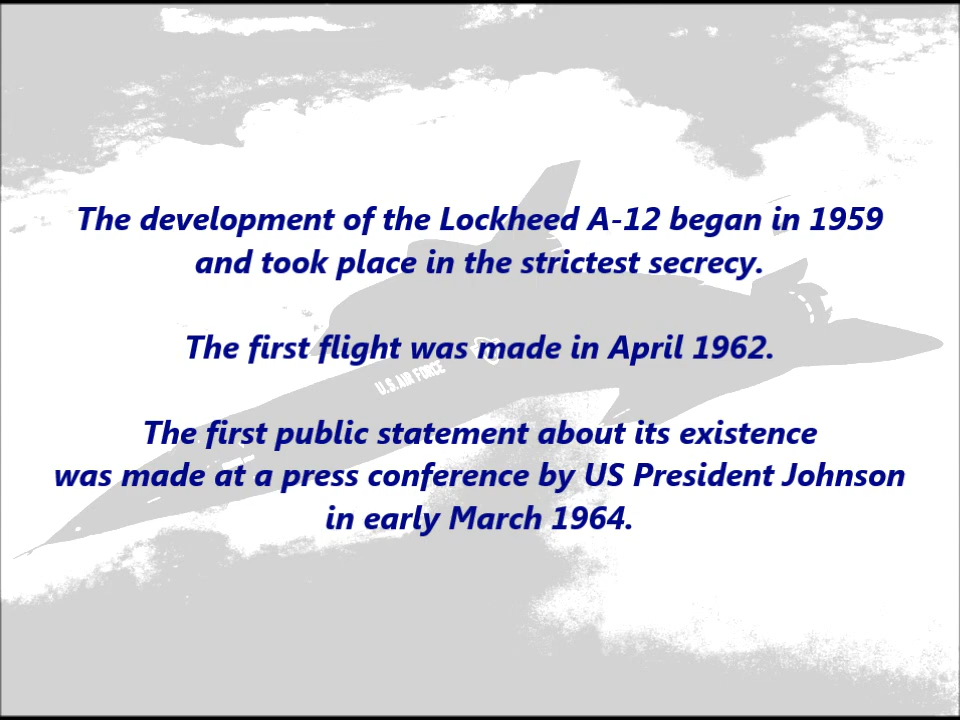 The development of the Lockheed A-12 began in 1959
and took place in the strictest secrecy.
The first flight was made in April 1962.
U.S. AIR FORCE
The first public statement about its existence
was made at a press conference by US President Johnson
in early March 1964.